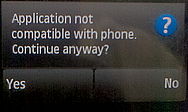 Application not
compatible with phone.
Continue anyway?
?
Yes
No